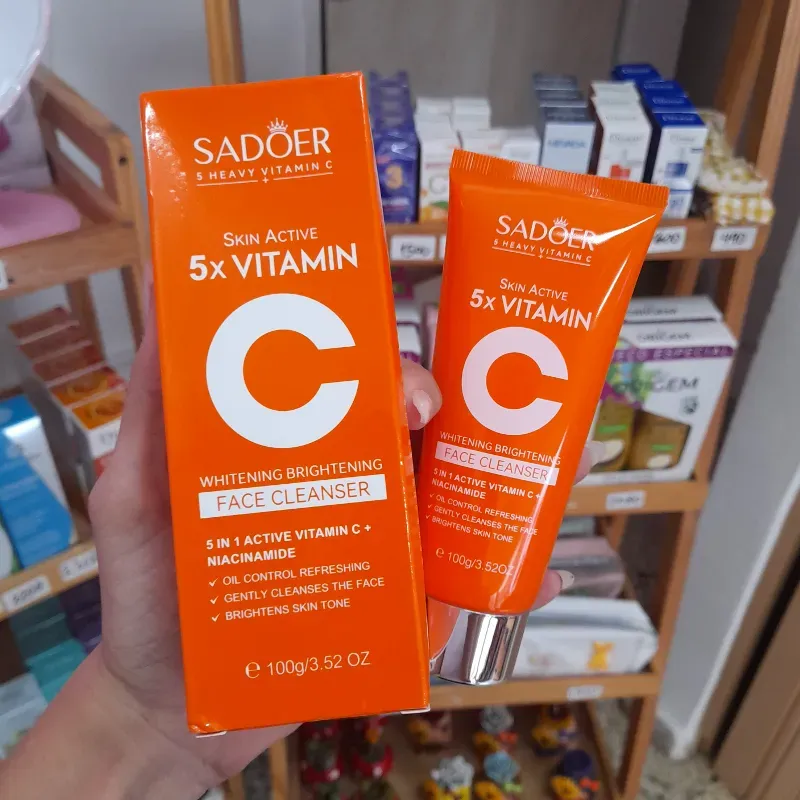 SADOER
5 HEAVY VITAMIN C
SKIN ACTIVE
5X VITAMIN
C
WHITENING BRIGHTENING
FACE CLEANSER
5 IN 1 ACTIVE VITAMIN C +
NIACINAMIDE
✓ OIL CONTROL REFRESHING
✓ GENTLY CLEANSES THE FACE
✓ BRIGHTENS SKIN TONE
℮ 100g/3.52 OZ
SADOER
5 HEAVY VITAMIN C
SKIN ACTIVE
5X VITAMIN
C
WHITENING BRIGHTENING
FACE CLEANSER
5 IN 1 ACTIVE VITAMIN C +
NIACINAMIDE
✓ OIL CONTROL REFRESHING
✓ GENTLY CLEANSES THE FACE
✓ BRIGHTENS SKIN TONE
℮ 100g/3.52OZ
3
ESPECIAL